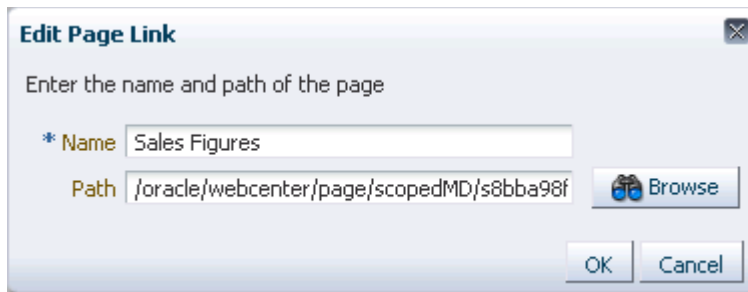 Edit Page Link
Enter the name and path of the page
* Name Sales Figures
Path /oracle/webcenter/page/scopedMD/s8bba98f Browse
OK Cancel